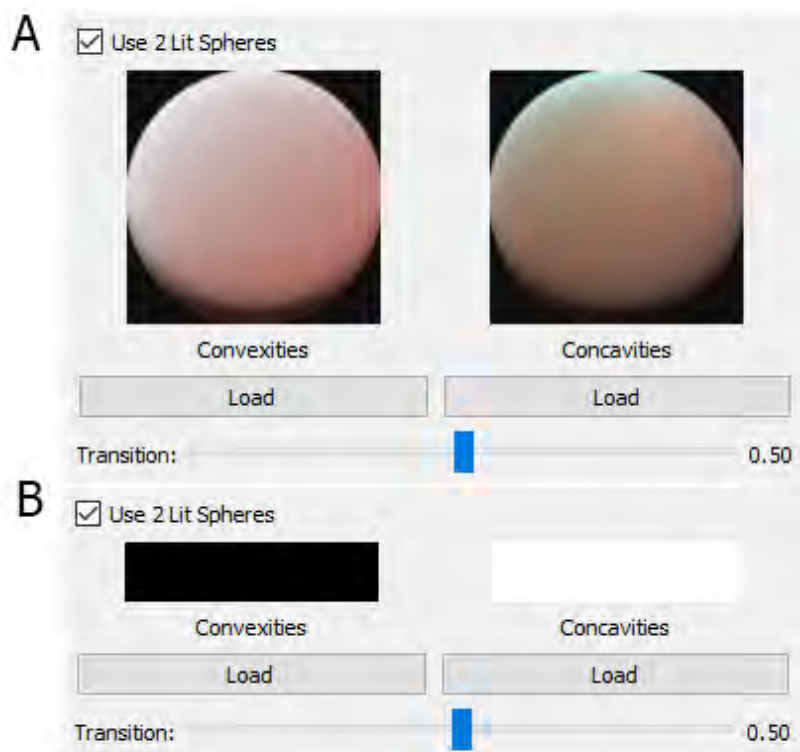 A
Use 2 Lit Spheres
Convexities Concavities
Load Load
Transition: 0.50
B
Use 2 Lit Spheres
Convexities Concavities
Load Load
Transition: 0.50